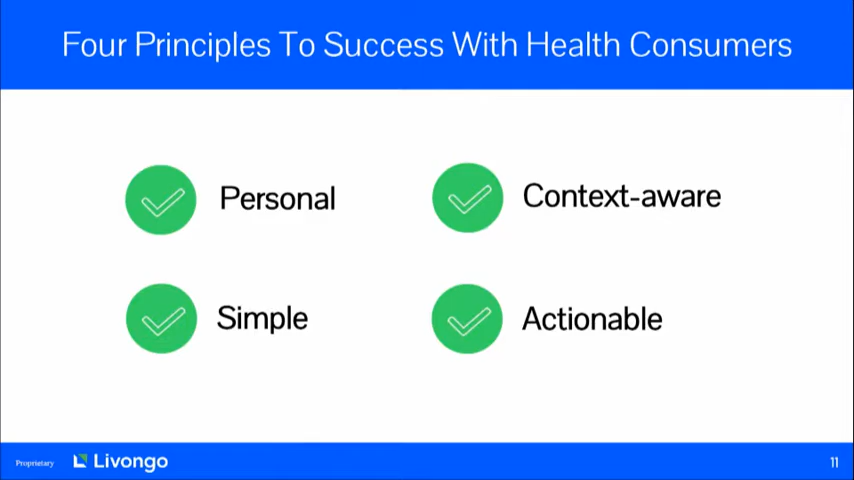 Four Principles To Success With Health Consumers
Personal
Context-aware
Simple
Actionable
Proprietary
Livongo
11